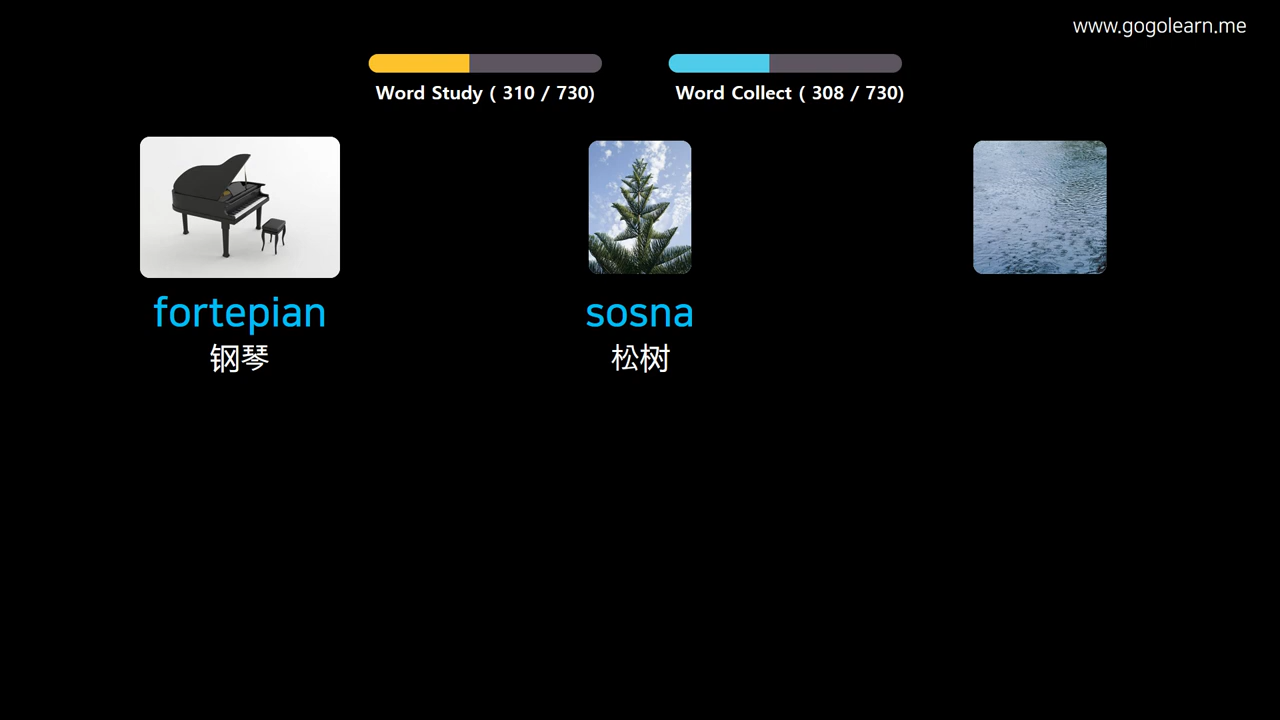 www.gogolearn.me
Word Study ( 310 / 730)
Word Collect ( 308 / 730)
fortepian
钢琴
sosna
松树